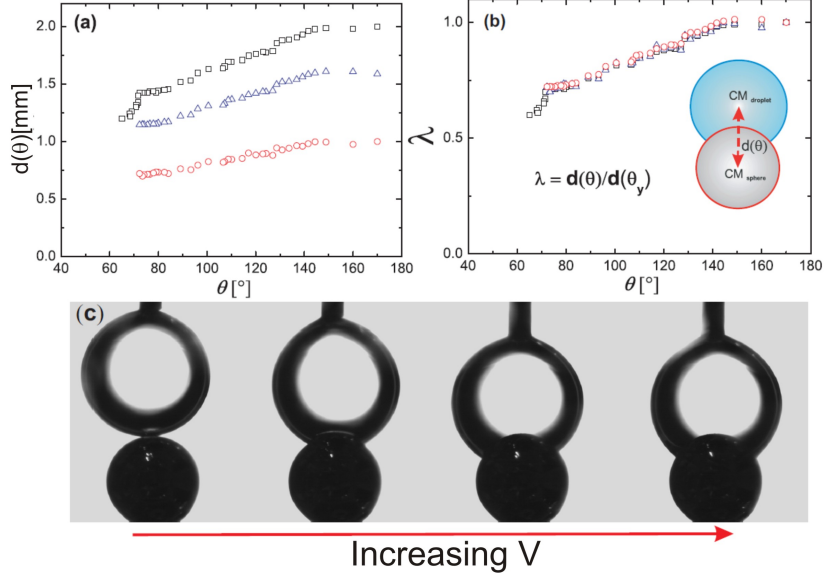 (a)
d(θ)[mm]
2.0
1.5
1.0
0.5
0.0
40 60 80 100 120 140 160 180
θ [°]
(b)
λ
1.0
0.5
0.0
CM droplet
d(θ)
CM sphere
λ = d(θ)/d(θy)
40 60 80 100 120 140 160 180
θ [°]
(c)
Increasing V